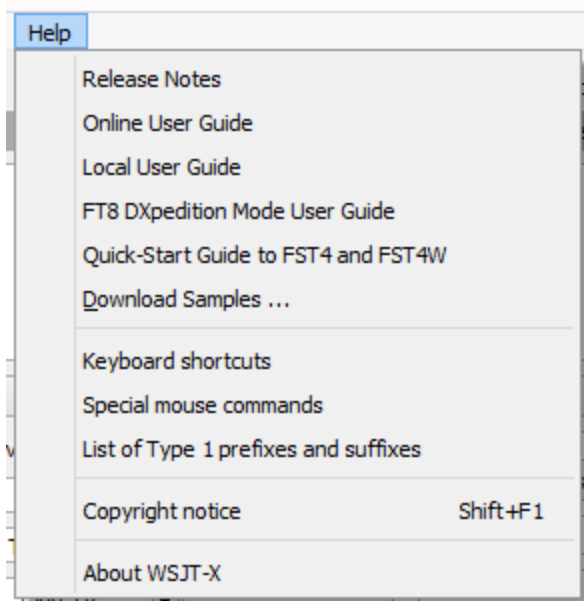 Help
Release Notes
Online User Guide
Local User Guide
FT8 DXpedition Mode User Guide
Quick-Start Guide to FST4 and FST4W
Download Samples ...
Keyboard shortcuts
Special mouse commands
List of Type 1 prefixes and suffixes
Copyright notice Shift+F1
About WSJT-X